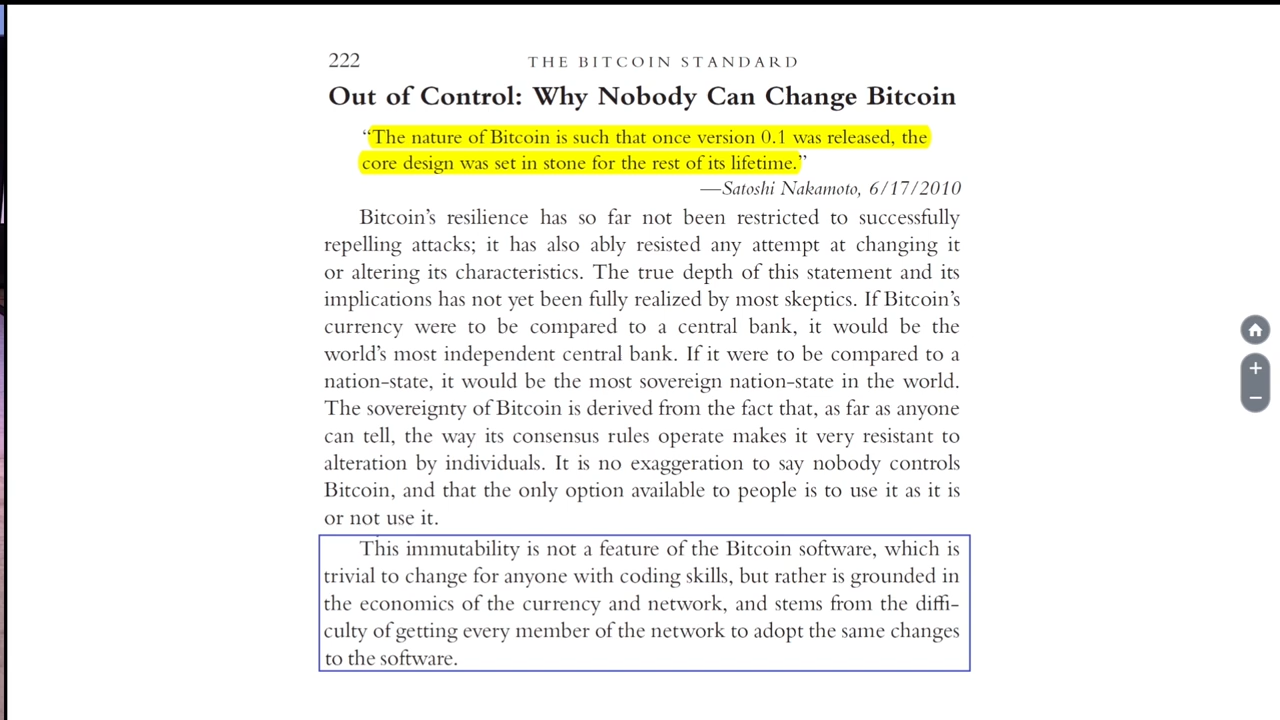 222
THE BITCOIN STANDARD
Out of Control: Why Nobody Can Change Bitcoin
“The nature of Bitcoin is such that once version 0.1 was released, the
core design was set in stone for the rest of its lifetime.”
—Satoshi Nakamoto, 6/17/2010
Bitcoin’s resilience has so far not been restricted to successfully
repelling attacks; it has also ably resisted any attempt at changing it
or altering its characteristics. The true depth of this statement and its
implications has not yet been fully realized by most skeptics. If Bitcoin’s
currency were to be compared to a central bank, it would be the
world’s most independent central bank. If it were to be compared to a
nation-state, it would be the most sovereign nation-state in the world.
The sovereignty of Bitcoin is derived from the fact that, as far as anyone
can tell, the way its consensus rules operate makes it very resistant to
alteration by individuals. It is no exaggeration to say nobody controls
Bitcoin, and that the only option available to people is to use it as it is
or not use it.
This immutability is not a feature of the Bitcoin software, which is
trivial to change for anyone with coding skills, but rather is grounded in
the economics of the currency and network, and stems from the diffi-
culty of getting every member of the network to adopt the same changes
to the software.